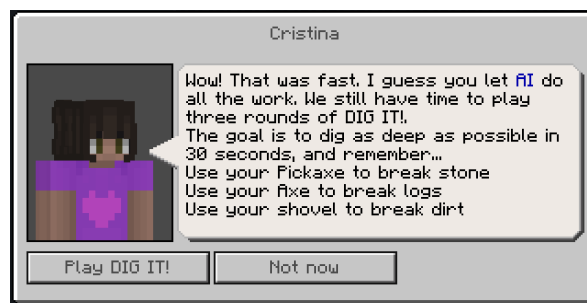 Cristina
Wow! That was fast. I guess you let AI do
all the work. We still have time to play
three rounds of DIG IT!.
The goal is to dig as deep as possible in
30 seconds, and remember...
Use your Pickaxe to break stone
Use your Axe to break logs
Use your shovel to break dirt
Play DIG IT!
Not now